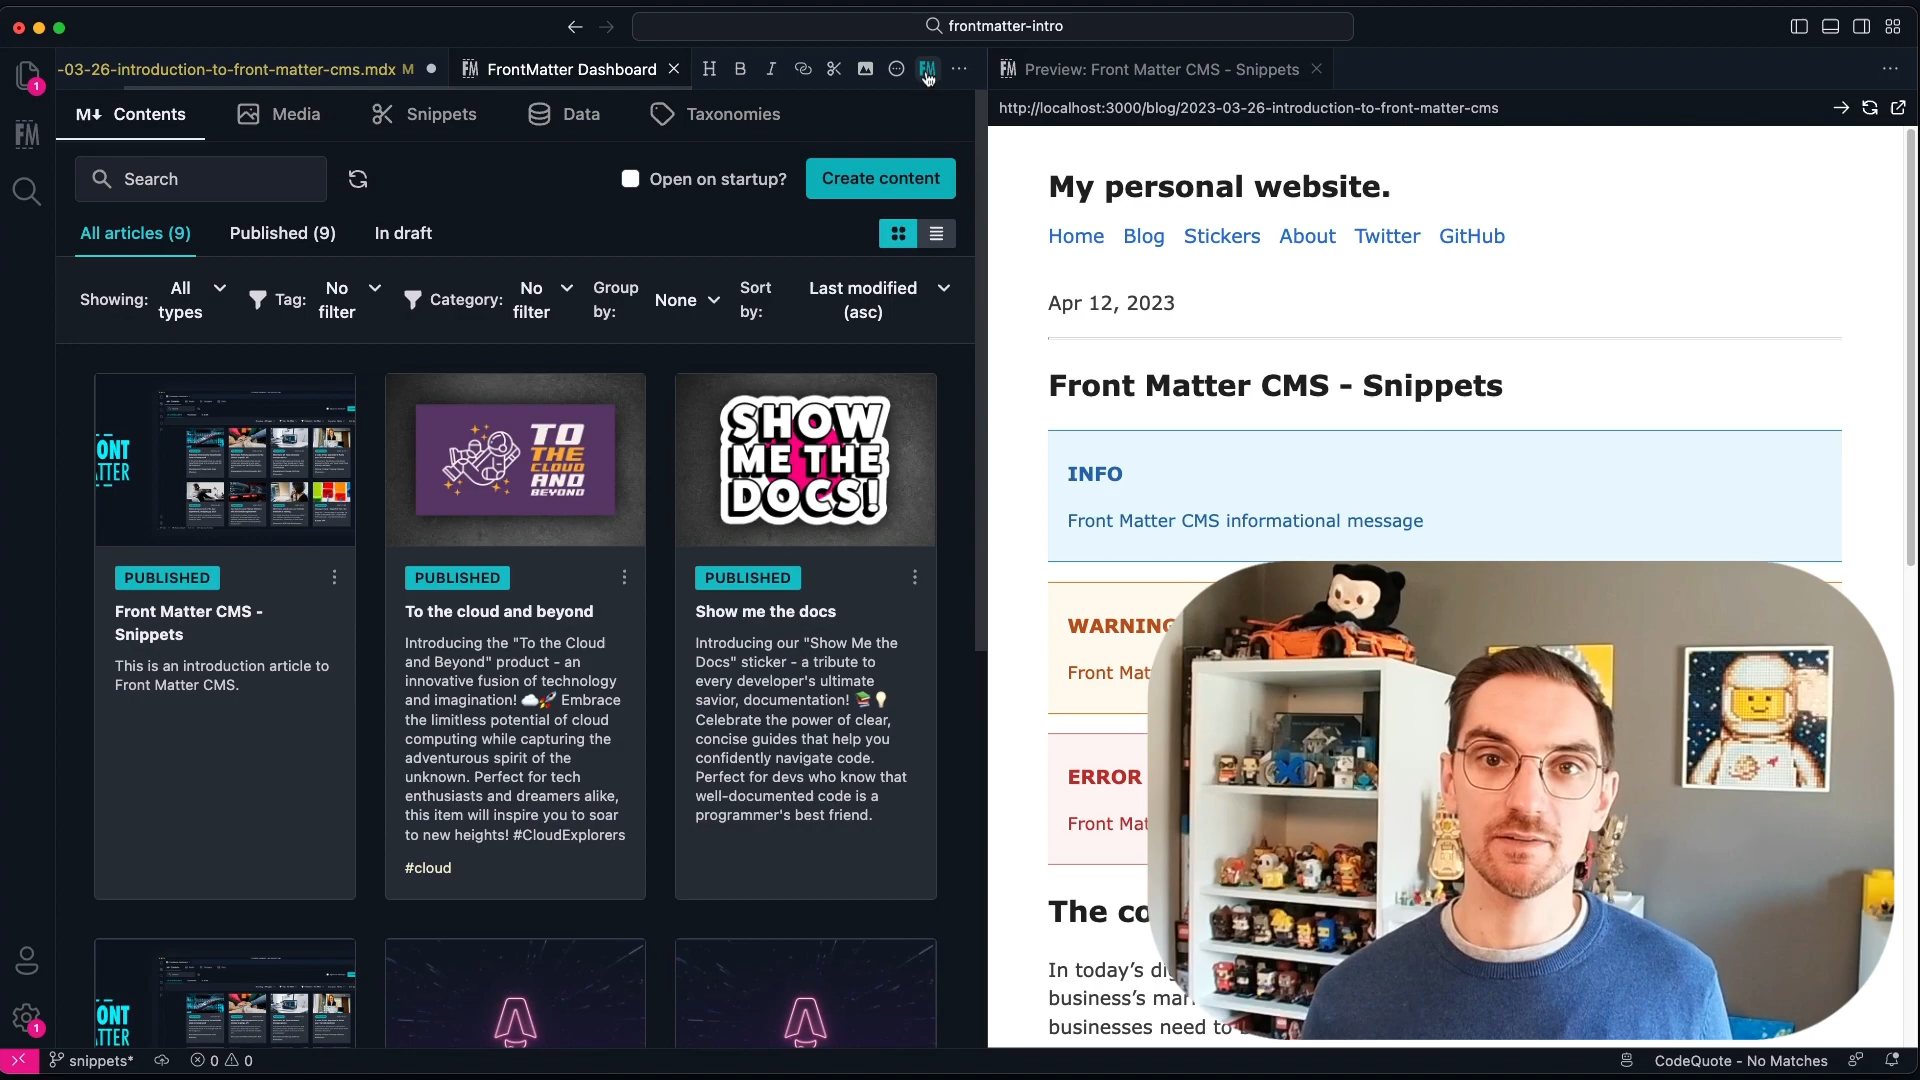 frontmatter-intro
-03-26-introduction-to-front-matter-cms.mdx M
FM FrontMatter Dashboard
FM
FM Preview: Front Matter CMS - Snippets
1
http://localhost:3000/blog/2023-03-26-introduction-to-front-matter-cms
FM
M Contents
Media
Snippets
Data
Taxonomies
Search
Open on startup?
Create content
All articles (9)
Published (9)
In draft
Showing:
All types
Tag:
No filter
Category:
No filter
Group by:
None
Sort by:
Last modified (asc)
ONT
TTER
PUBLISHED
Front Matter CMS -
Snippets
This is an introduction article to
Front Matter CMS.
TO
THE
CLOUD
AND
BEYOND
PUBLISHED
To the cloud and beyond
Introducing the "To the Cloud
and Beyond" product - an
innovative fusion of technology
and imagination! ☁️🚀 Embrace
the limitless potential of cloud
computing while capturing the
adventurous spirit of the
unknown. Perfect for tech
enthusiasts and dreamers alike,
this item will inspire you to soar
to new heights! #CloudExplorers
#cloud
SHOW
ME THE
DOCS!
PUBLISHED
Show me the docs
Introducing our "Show Me the
Docs" sticker - a tribute to
every developer's ultimate
savior, documentation! 📚💡
Celebrate the power of clear,
concise guides that help you
confidently navigate code.
Perfect for devs who know that
well-documented code is a
programmer's best friend.
ONT
TTER
My personal website.
Home Blog Stickers About Twitter GitHub
Apr 12, 2023
Front Matter CMS - Snippets
INFO
Front Matter CMS informational message
WARNING
Front Mat
ERROR
Front Mat
The co
In today's dig
business's mar
businesses need to
1
snippets*
0 0
CodeQuote - No Matches